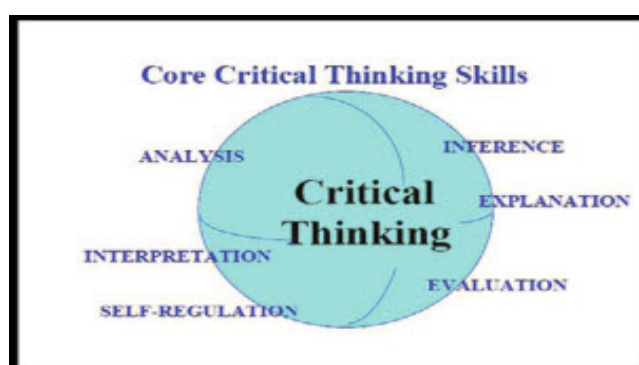 Core Critical Thinking Skills
ANALYSIS
INFERENCE
Critical
Thinking
EXPLANATION
INTERPRETATION
EVALUATION
SELF-REGULATION